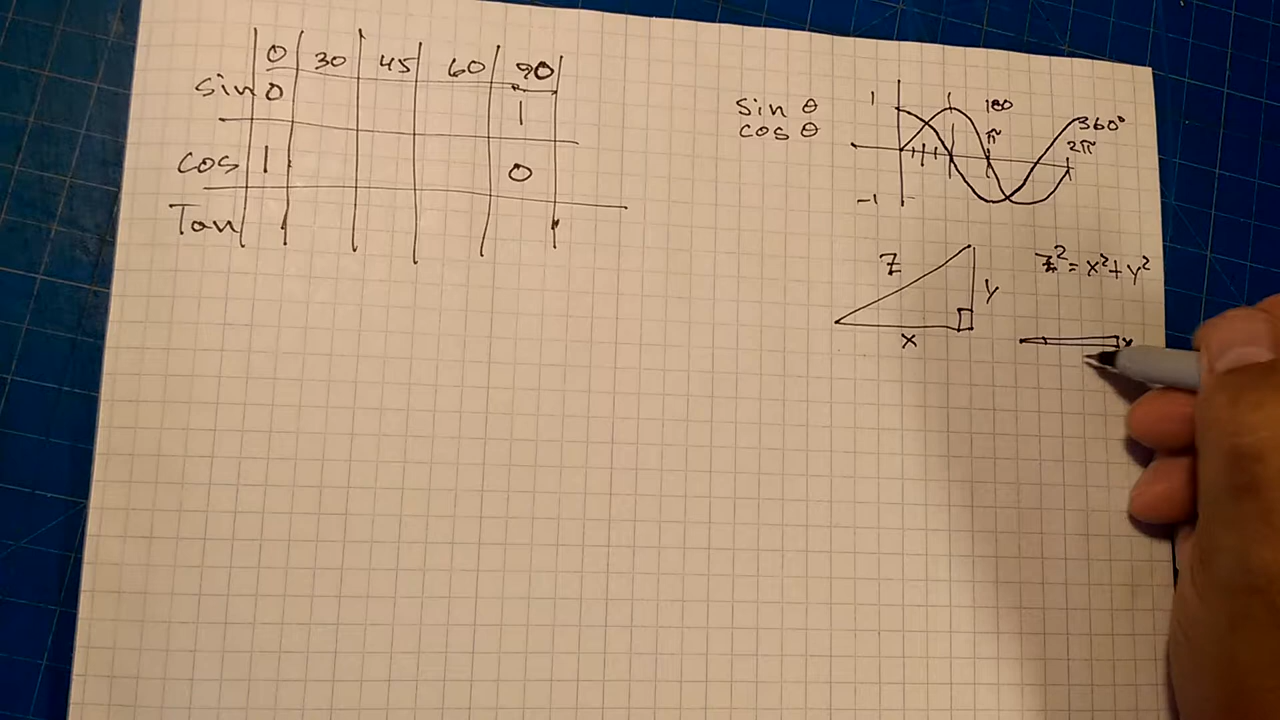 0 30 45 60 90
sin 0 1
cos 1 0
Tan
sin θ
cos θ
1 1 180 360°
π 2π
-1
z z² = x² + y²
y
x